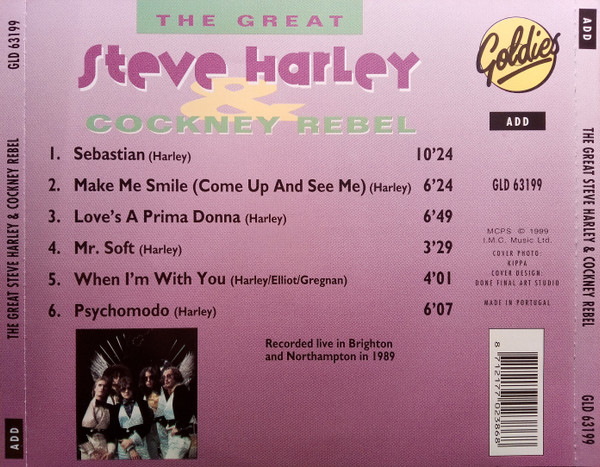 GLD 63199
THE GREAT STEVE HARLEY & COCKNEY REBEL
ADD
THE GREAT
Steve Harley
&
COCKNEY REBEL
1. Sebastian (Harley) 10'24
2. Make Me Smile (Come Up And See Me) (Harley) 6'24
3. Love's A Prima Donna (Harley) 6'49
4. Mr. Soft (Harley) 3'29
5. When I'm With You (Harley/Elliot/Gregnan) 4'01
6. Psychomodo (Harley) 6'07
Recorded live in Brighton
and Northampton in 1989
Goldies
ADD
GLD 63199
MCPS © 1999
I.M.C. Music Ltd.
COVER PHOTO:
KIPPA
COVER DESIGN:
DONE FINAL ART STUDIO
MADE IN PORTUGAL
8 712177 023868
ADD
THE GREAT STEVE HARLEY & COCKNEY REBEL
GLD 63199